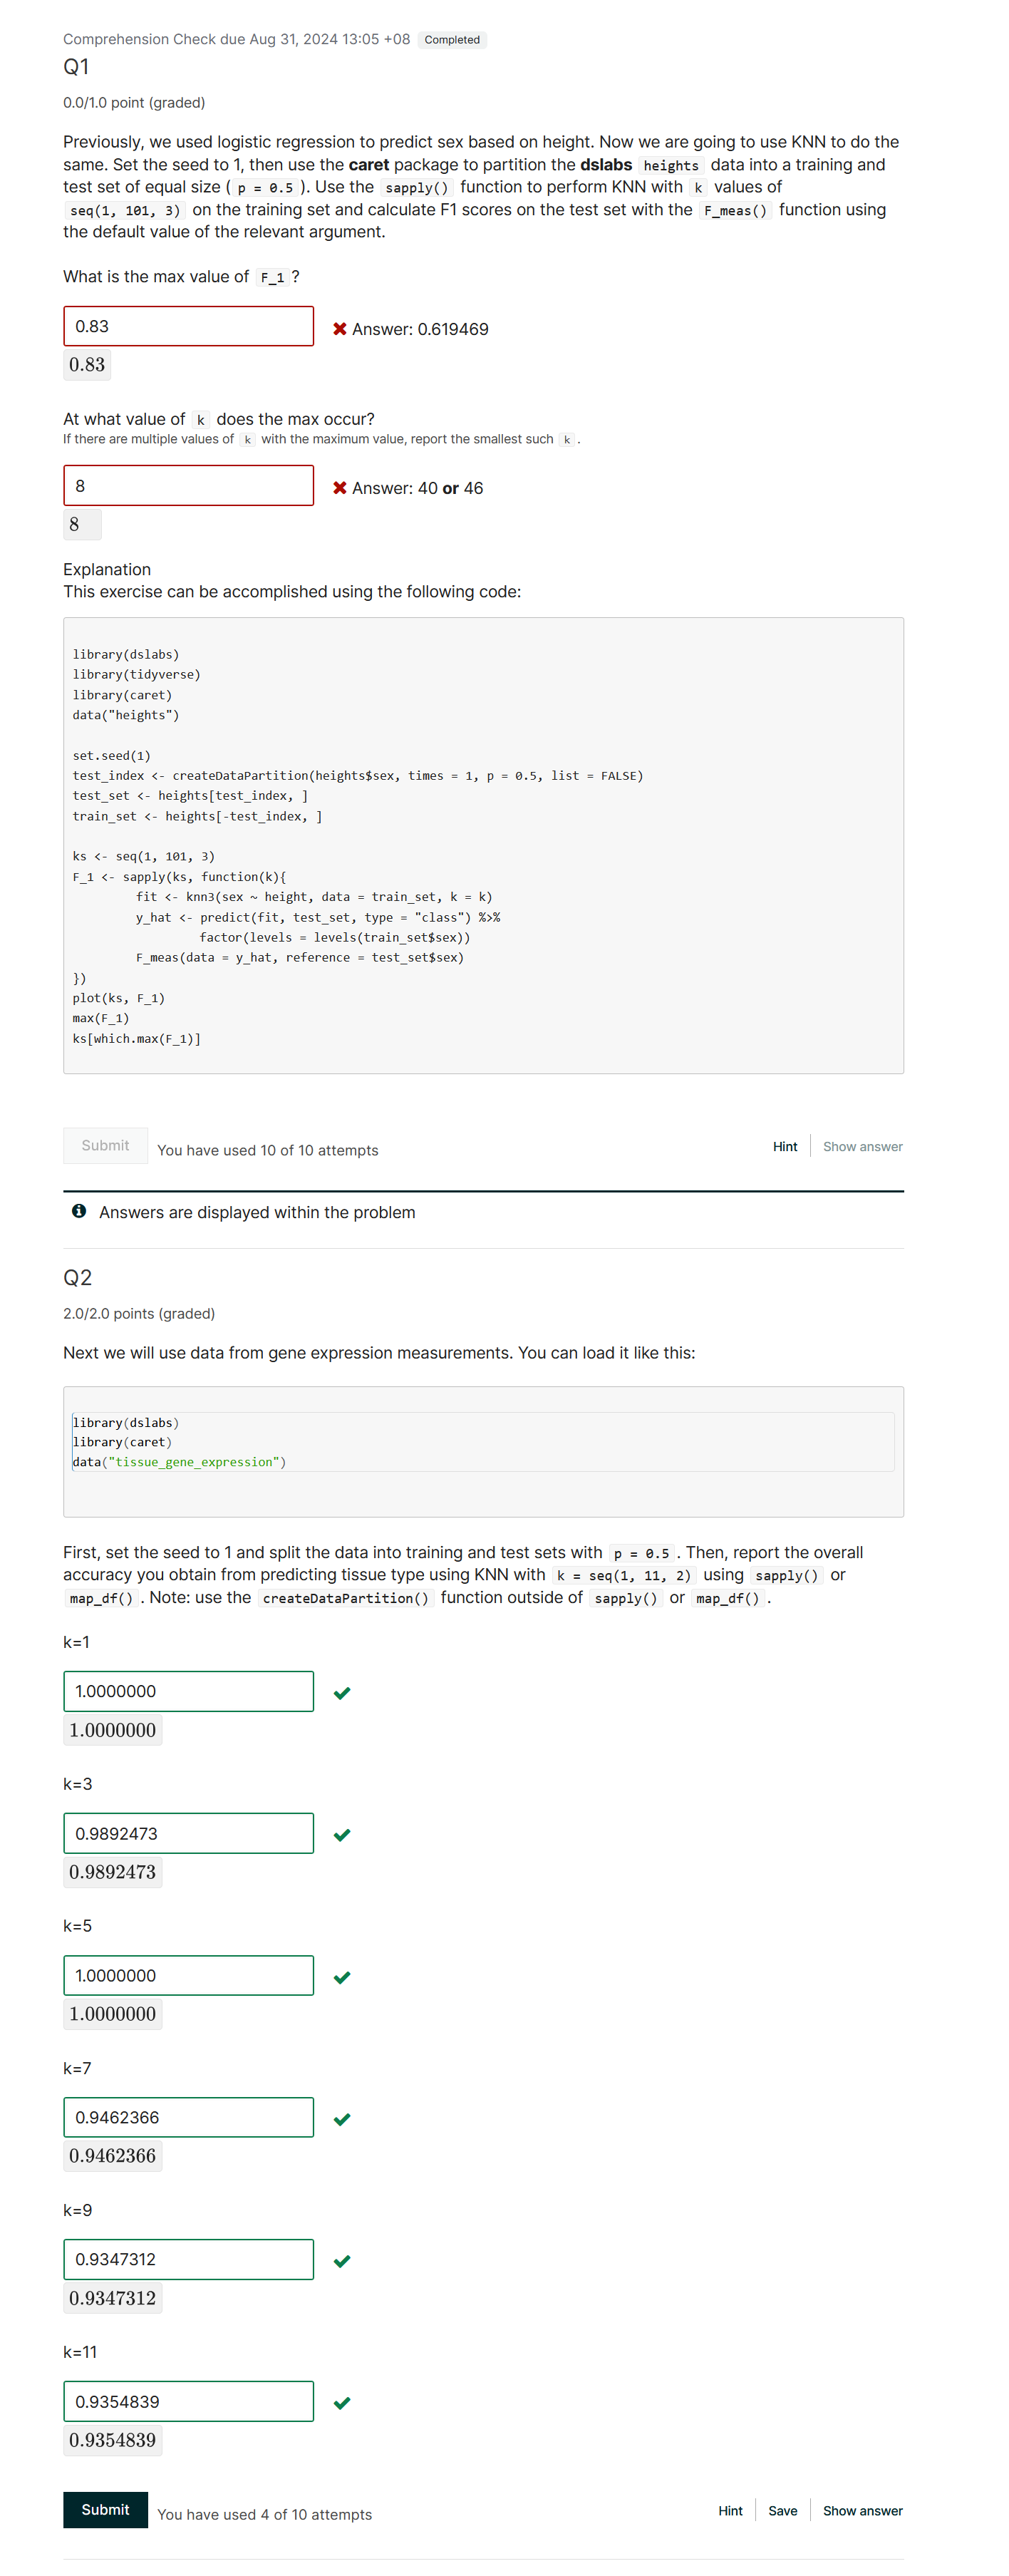 Comprehension Check due Aug 31, 2024 13:05 +08 Completed
Q1
0.0/1.0 point (graded)
Previously, we used logistic regression to predict sex based on height. Now we are going to use KNN to do the
same. Set the seed to 1, then use the caret package to partition the dslabs heights data into a training and
test set of equal size ( p = 0.5 ). Use the sapply() function to perform KNN with k values of
seq(1, 101, 3) on the training set and calculate F1 scores on the test set with the F_meas() function using
the default value of the relevant argument.
What is the max value of F_1 ?
0.83
Answer: 0.619469
0.83
At what value of k does the max occur?
If there are multiple values of k with the maximum value, report the smallest such k .
8
Answer: 40 or 46
8
Explanation
This exercise can be accomplished using the following code:
library(dslabs)
library(tidyverse)
library(caret)
data("heights")
set.seed(1)
test_index <- createDataPartition(heights$sex, times = 1, p = 0.5, list = FALSE)
test_set <- heights[test_index, ]
train_set <- heights[-test_index, ]
ks <- seq(1, 101, 3)
F_1 <- sapply(ks, function(k){
fit <- knn3(sex ~ height, data = train_set, k = k)
y_hat <- predict(fit, test_set, type = "class") %>%
factor(levels = levels(train_set$sex))
F_meas(data = y_hat, reference = test_set$sex)
})
plot(ks, F_1)
max(F_1)
ks[which.max(F_1)]
Submit You have used 10 of 10 attempts Hint Show answer
Answers are displayed within the problem
Q2
2.0/2.0 points (graded)
Next we will use data from gene expression measurements. You can load it like this:
library(dslabs)
library(caret)
data("tissue_gene_expression")
First, set the seed to 1 and split the data into training and test sets with p = 0.5 . Then, report the overall
accuracy you obtain from predicting tissue type using KNN with k = seq(1, 11, 2) using sapply() or
map_df() . Note: use the createDataPartition() function outside of sapply() or map_df() .
k=1
1.0000000
1.0000000
k=3
0.9892473
0.9892473
k=5
1.0000000
1.0000000
k=7
0.9462366
0.9462366
k=9
0.9347312
0.9347312
k=11
0.9354839
0.9354839
Submit You have used 4 of 10 attempts Hint Save Show answer